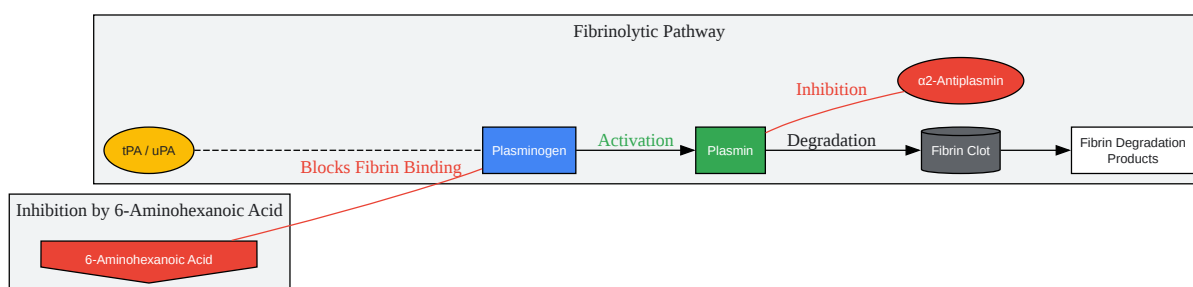 Fibrinolytic Pathway
α2-Antiplasmin
Inhibition
tPA / uPA
Plasminogen
Activation
Plasmin
Degradation
Fibrin Clot
Fibrin Degradation
Products
Blocks Fibrin Binding
Inhibition by 6-Aminohexanoic Acid
6-Aminohexanoic Acid